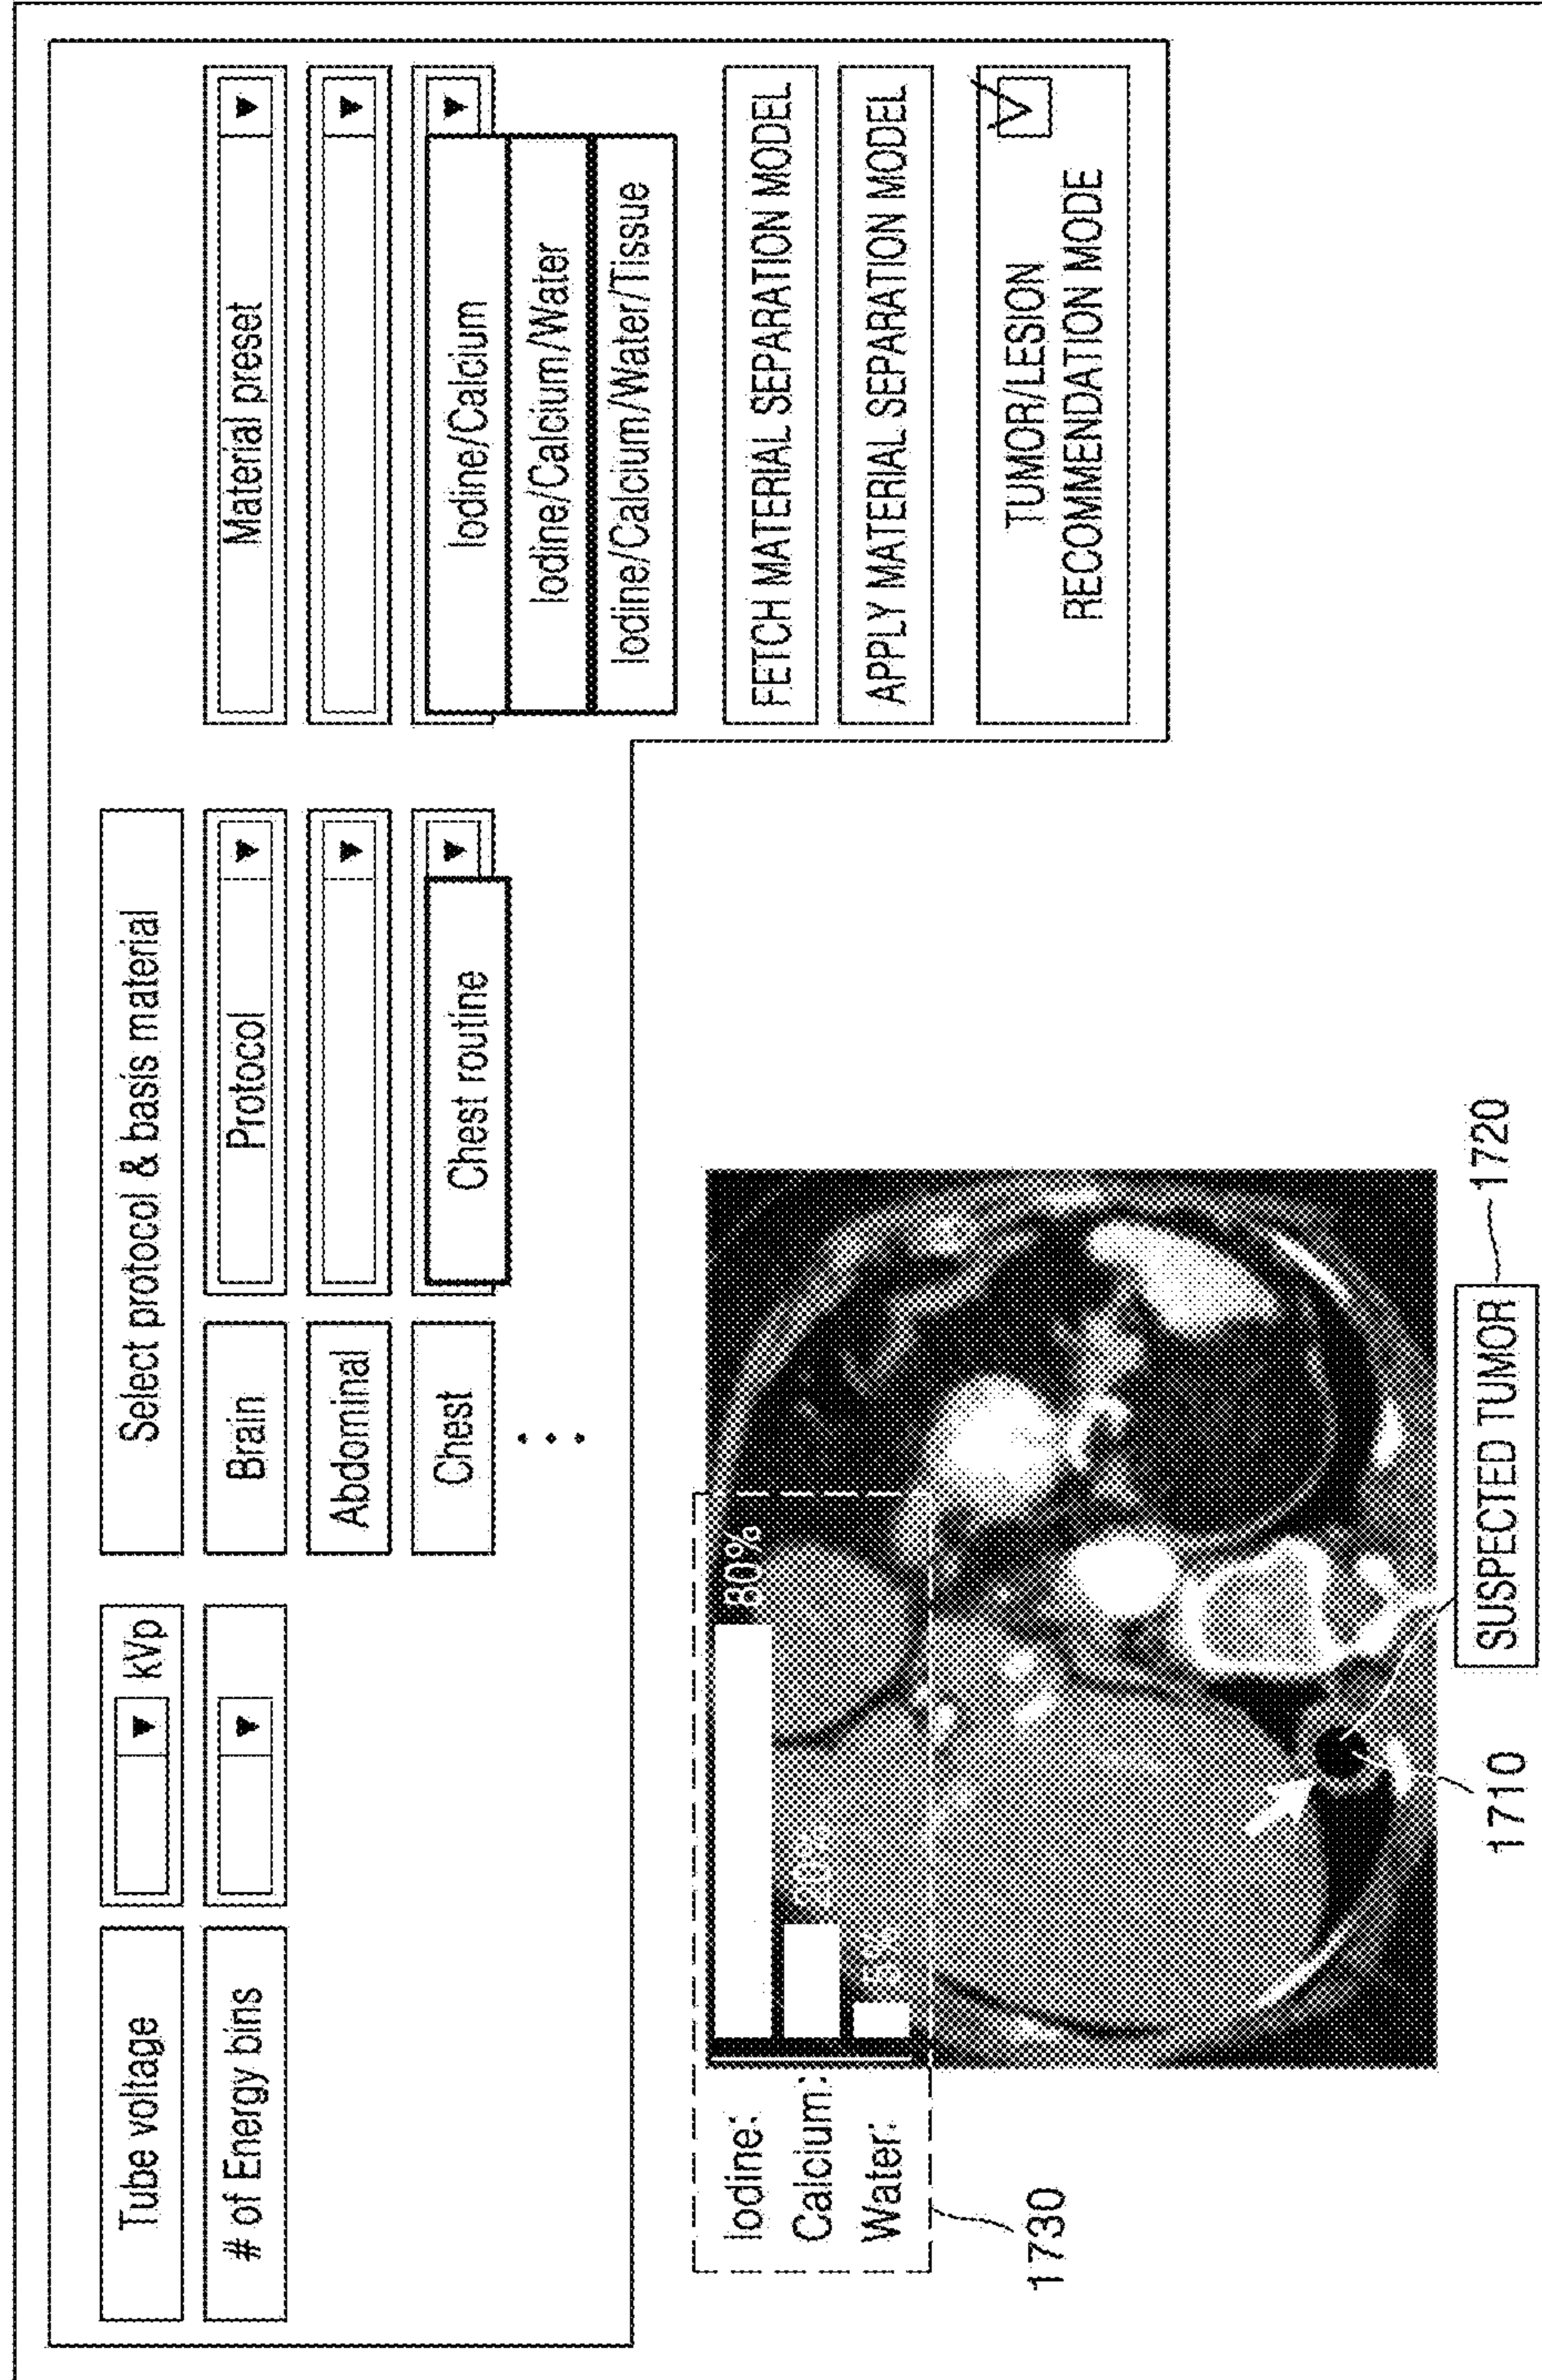 Tube voltage
kVp
Select protocol & basis material
# of Energy bins
Brain
Protocol
Material preset
Abdominal
Chest
Chest routine
Iodine/Calcium
Iodine/Calcium/Water
Iodine/Calcium/Water/Tissue
FETCH MATERIAL SEPARATION MODEL
APPLY MATERIAL SEPARATION MODEL
TUMOR/LESION
RECOMMENDATION MODE
Iodine:
80%
Calcium:
Water:
5%
1730
1710
SUSPECTED TUMOR
1720